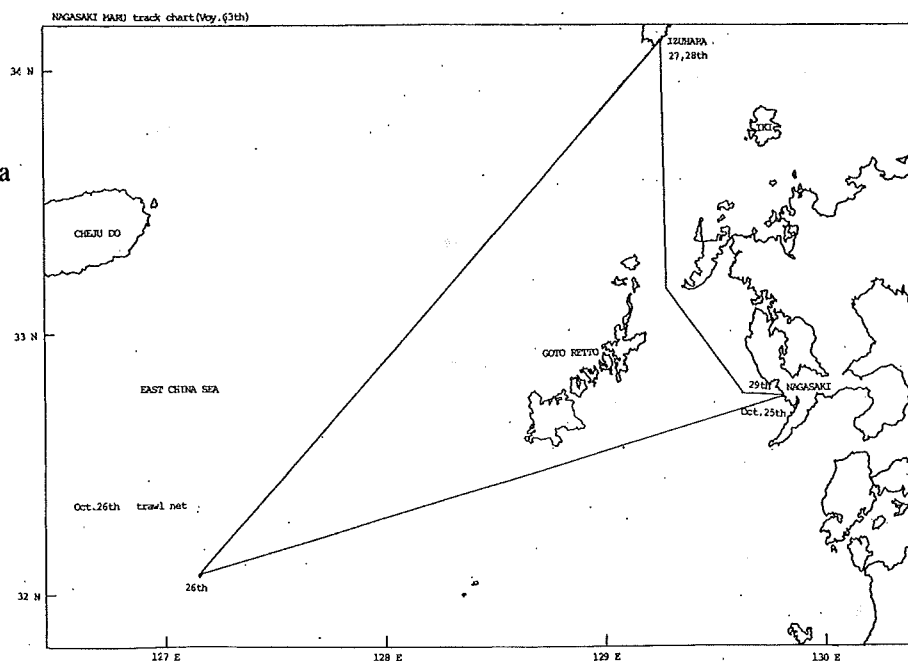 NAGASAKI MARU track chart(Voy.63th)
IZUHARA
27,28th
34 N
IKI
a
CHEJU DO
33 N
GOTO RETTO
EAST CHINA SEA
29th
NAGASAKI
Oct.25th
Oct.26th trawl net
26th
32 N
127 E
128 E
129 E
130 E